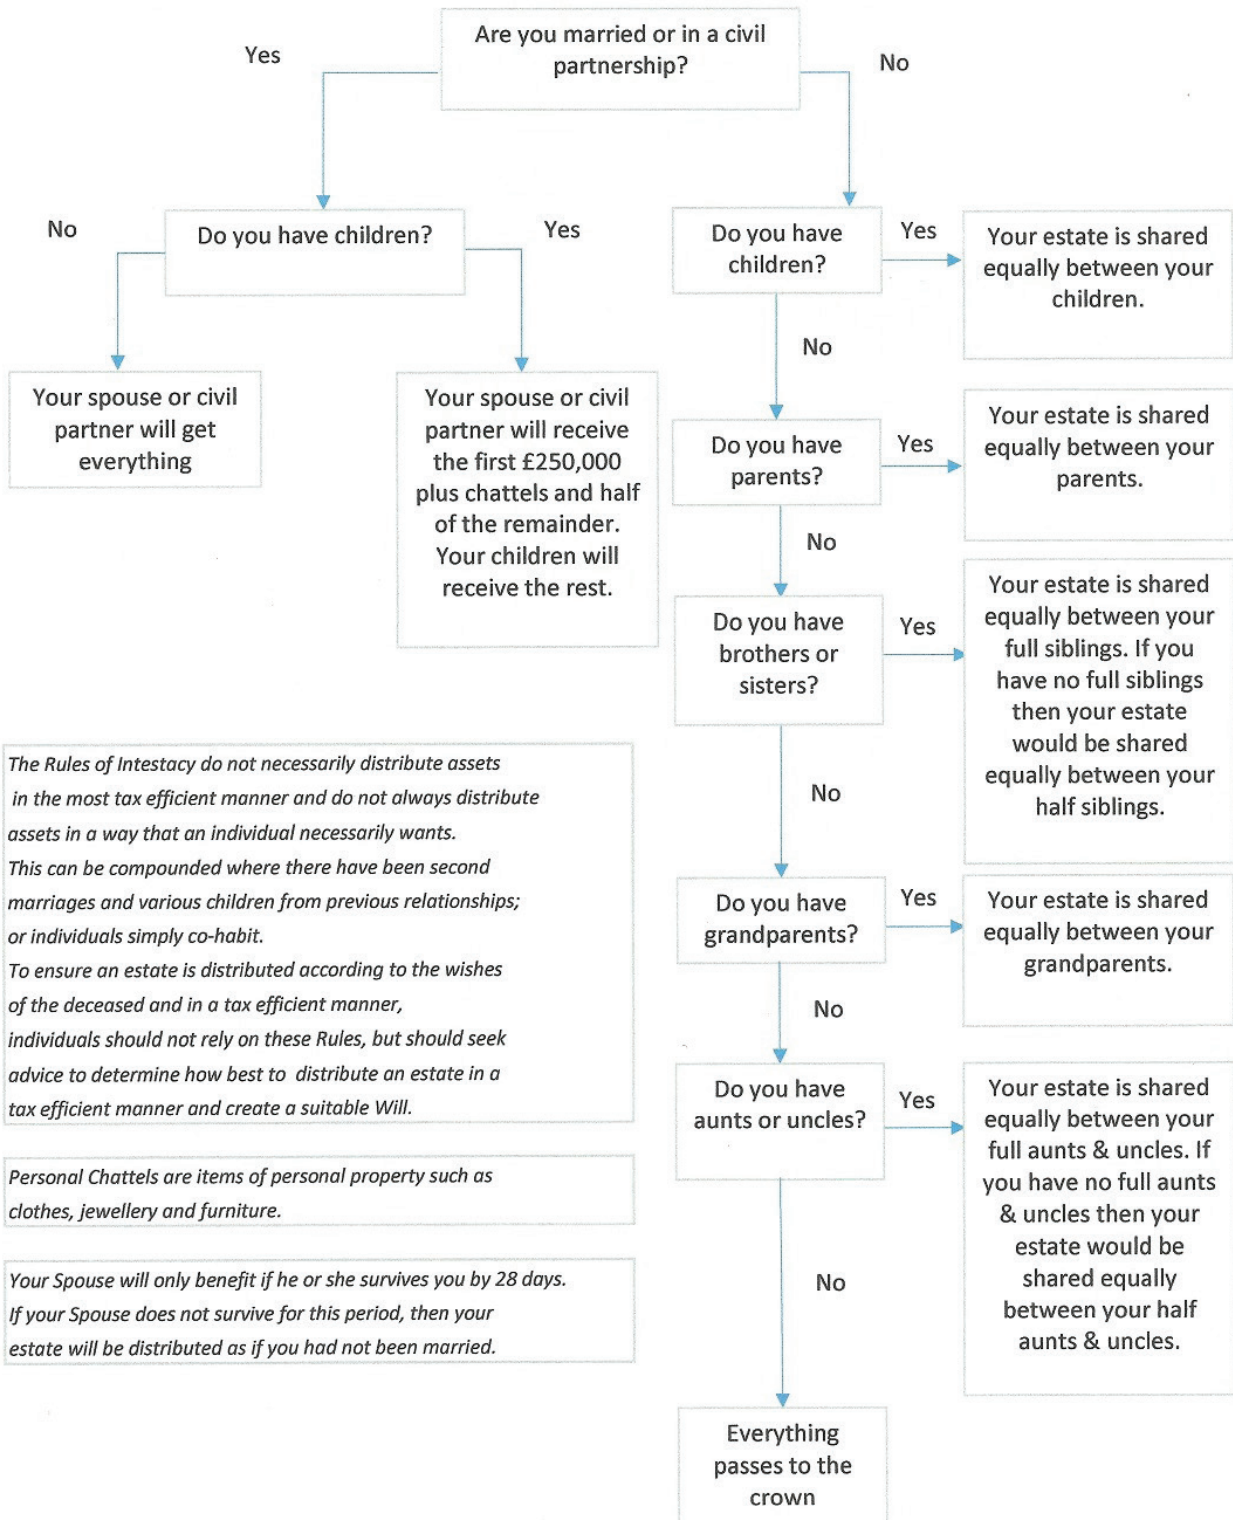 Are you married or in a civil
partnership?
Yes
No
Do you have children?
No
Yes
Your spouse or civil
partner will get
everything
Your spouse or civil
partner will receive
the first £250,000
plus chattels and half
of the remainder.
Your children will
receive the rest.
Do you have
children?
Yes
Your estate is shared
equally between your
children.
No
Do you have
parents?
Yes
Your estate is shared
equally between your
parents.
No
Do you have
brothers or
sisters?
Yes
Your estate is shared
equally between your
full siblings. If you
have no full siblings
then your estate
would be shared
equally between your
half siblings.
No
Do you have
grandparents?
Yes
Your estate is shared
equally between your
grandparents.
No
Do you have
aunts or uncles?
Yes
Your estate is shared
equally between your
full aunts & uncles. If
you have no full aunts
& uncles then your
estate would be
shared equally
between your half
aunts & uncles.
No
Everything
passes to the
crown
The Rules of Intestacy do not necessarily distribute assets
in the most tax efficient manner and do not always distribute
assets in a way that an individual necessarily wants.
This can be compounded where there have been second
marriages and various children from previous relationships;
or individuals simply co-habit.
To ensure an estate is distributed according to the wishes
of the deceased and in a tax efficient manner,
individuals should not rely on these Rules, but should seek
advice to determine how best to distribute an estate in a
tax efficient manner and create a suitable Will.
Personal Chattels are items of personal property such as
clothes, jewellery and furniture.
Your Spouse will only benefit if he or she survives you by 28 days.
If your Spouse does not survive for this period, then your
estate will be distributed as if you had not been married.